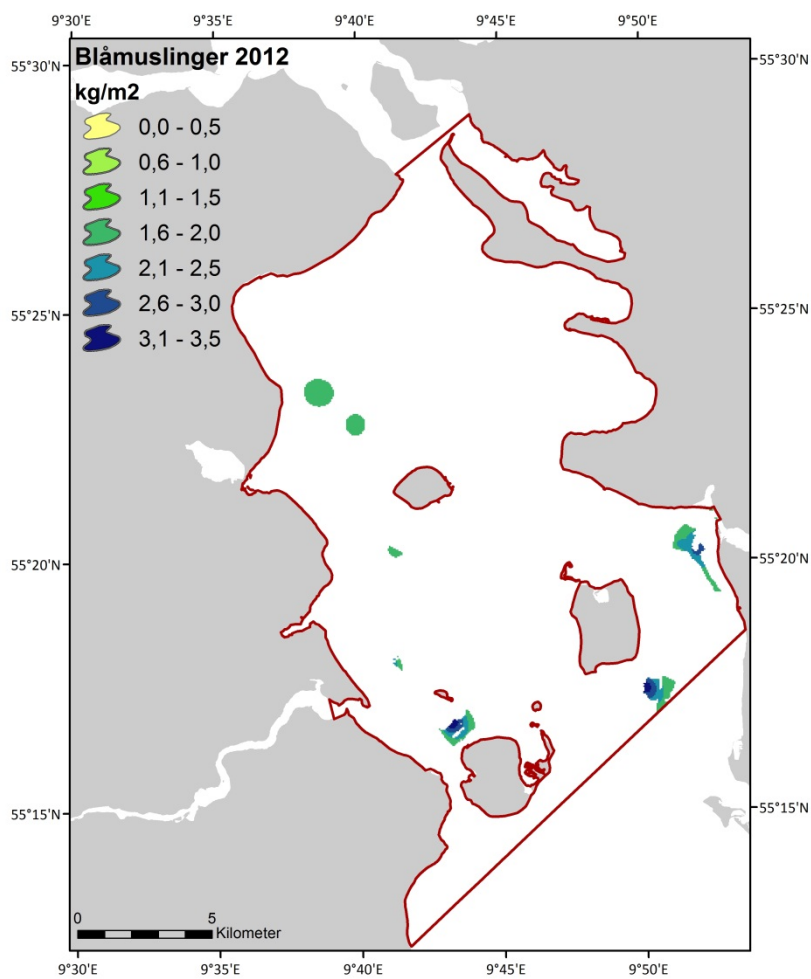 9°30'E 9°35'E 9°40'E 9°45'E 9°50'E
Blåmuslinger 2012
kg/m2
0,0 - 0,5
0,6 - 1,0
1,1 - 1,5
1,6 - 2,0
2,1 - 2,5
2,6 - 3,0
3,1 - 3,5
55°30'N 55°30'N
55°25'N 55°25'N
55°20'N 55°20'N
55°15'N 55°15'N
0 5
Kilometer
9°30'E 9°35'E 9°40'E 9°45'E 9°50'E